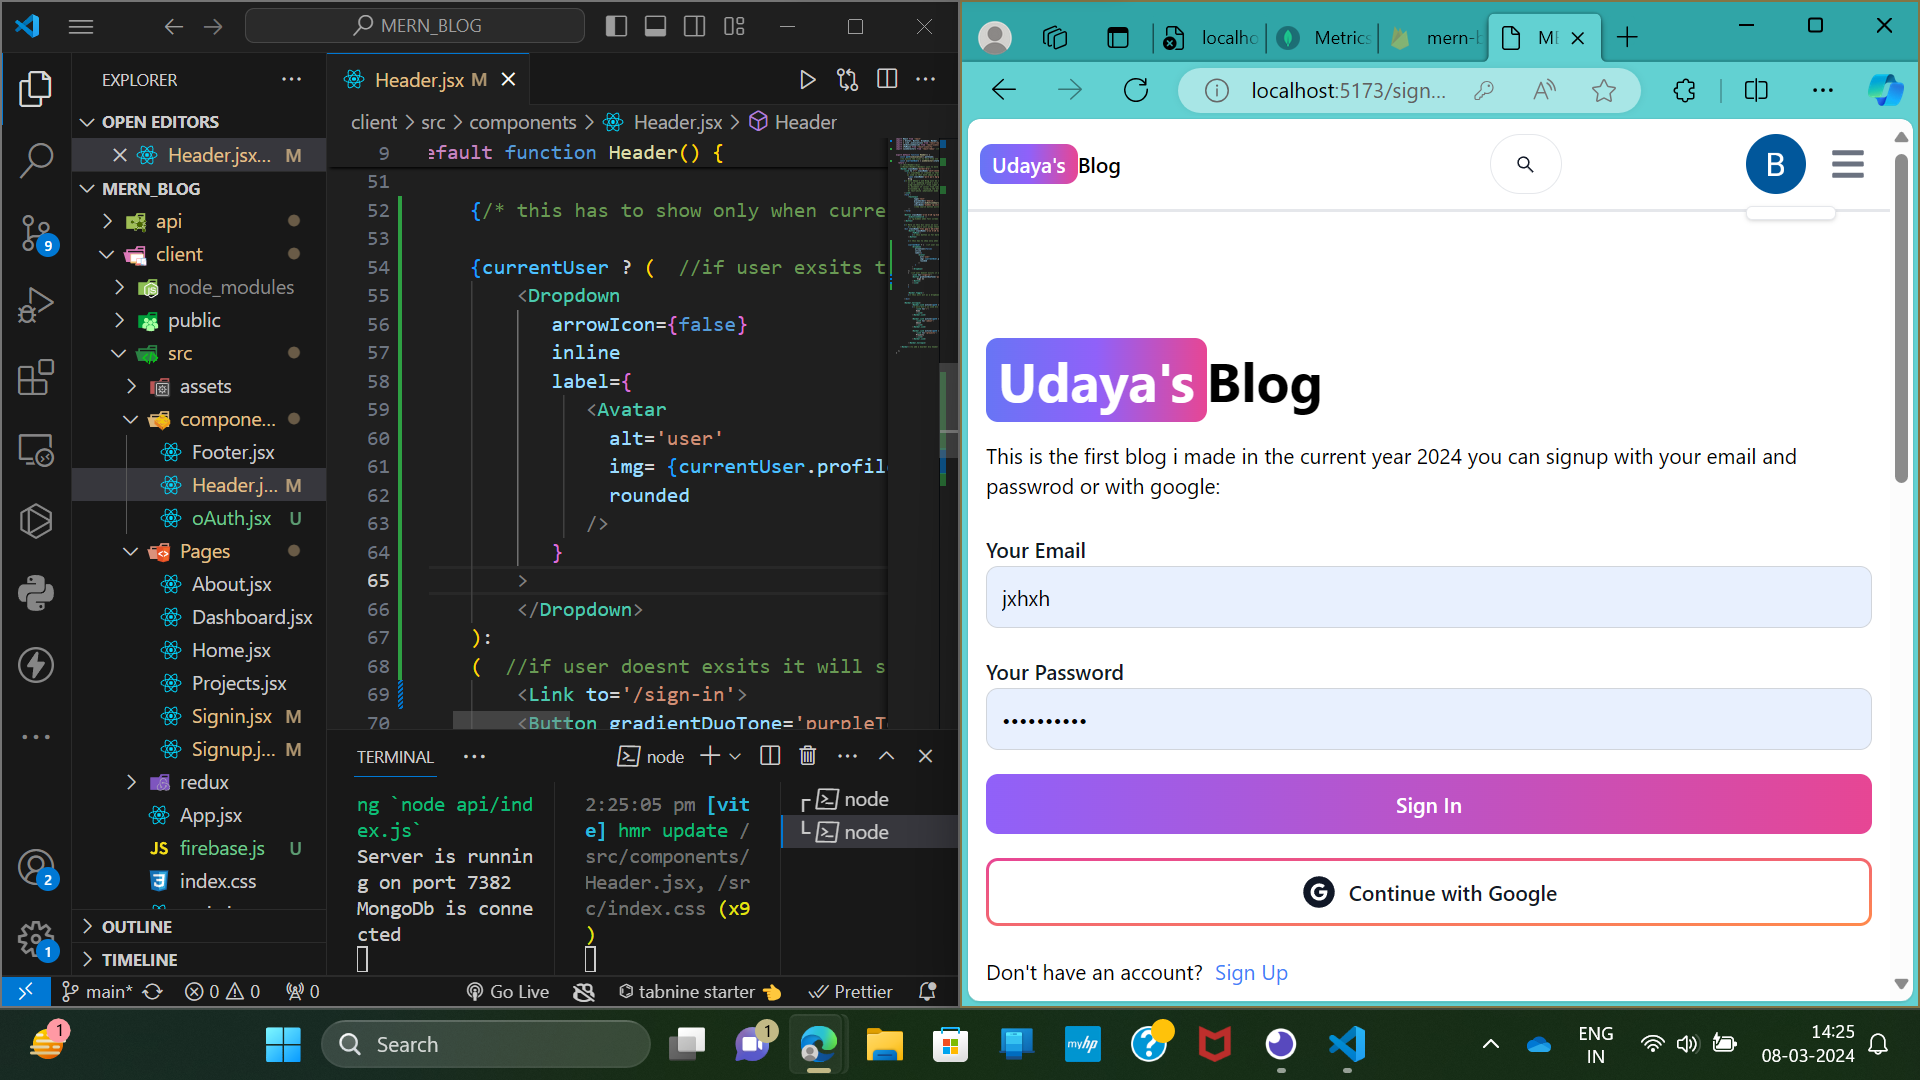 MERN_BLOG
EXPLORER
OPEN EDITORS
Header.jsx... M
MERN_BLOG
api
client
node_modules
public
src
assets
compone...
Footer.jsx
Header.j... M
oAuth.jsx U
Pages
About.jsx
Dashboard.jsx
Home.jsx
Projects.jsx
Signin.jsx M
Signup.j... M
redux
App.jsx
JS firebase.js U
index.css
OUTLINE
TIMELINE
9
2
1
Header.jsx M
client > src > components > Header.jsx > Header
9 efault function Header() {
51
52 {/* this has to show only when curre
53
54 {currentUser ? ( //if user exsits t
55 <Dropdown
56 arrowIcon={false}
57 inline
58 label={
59 <Avatar
60 alt='user'
61 img= {currentUser.profile
62 rounded
63 />
64 }
65 >
66 </Dropdown>
67 ):
68 ( //if user doesnt exsits it will s
69 <Link to='/sign-in'>
70 <Button gradientDuoTone='purpleT
TERMINAL
node
ng `node api/ind
ex.js`
Server is runnin
g on port 7382
MongoDb is conne
cted
2:25:05 pm [vit
e] hmr update /
src/components/
Header.jsx, /sr
c/index.css (x9
)
node
node
main* 0 0 0 Go Live tabnine starter Prettier
localho
Metrics
mern-b
localhost:5173/sign...
Udaya's Blog
B
Udaya's Blog
This is the first blog i made in the current year 2024 you can signup with your email and
passwrod or with google:
Your Email
jxhxh
Your Password
••••••••••
Sign In
G Continue with Google
Don't have an account? Sign Up
1
Search
1
myhp
ENG
IN
14:25
08-03-2024